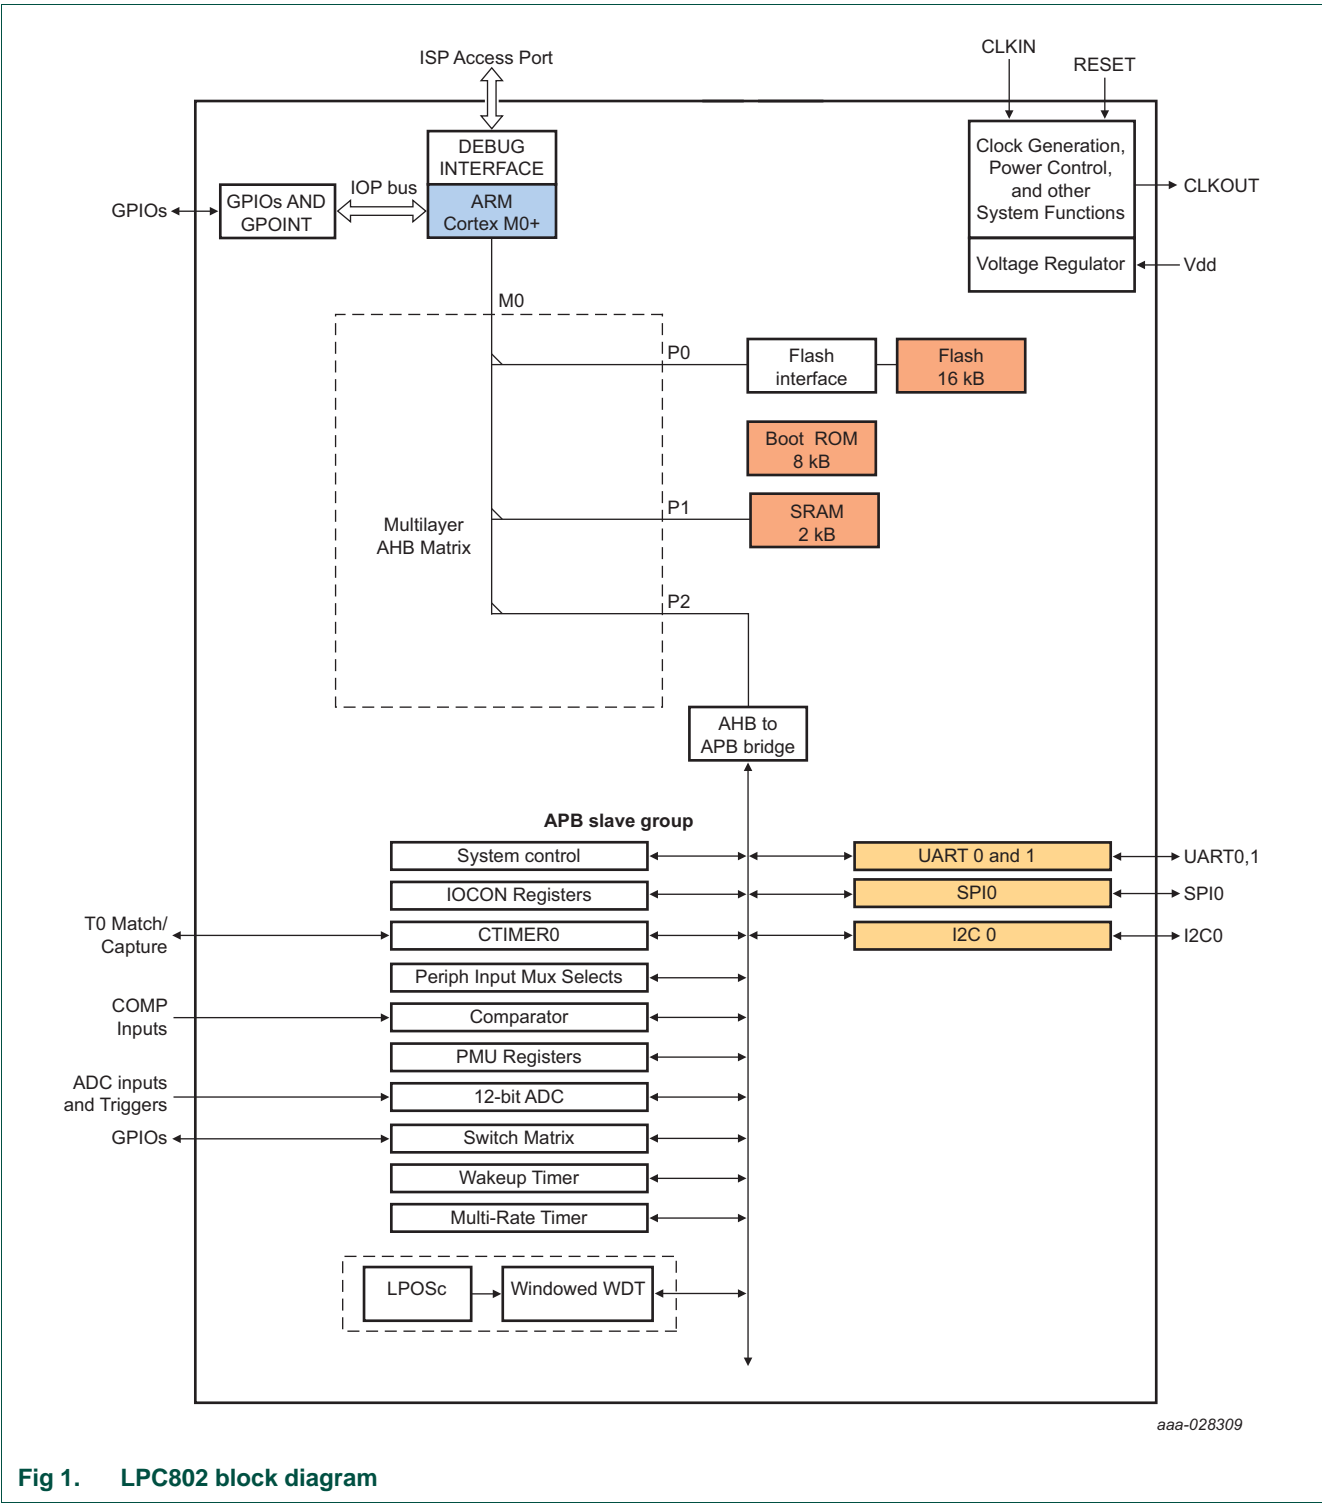 ISP Access Port
CLKIN
RESET
DEBUG
INTERFACE
ARM
Cortex M0+
IOP bus
GPIOs
GPIOs AND
GPOINT
Clock Generation,
Power Control,
and other
System Functions
CLKOUT
Voltage Regulator
Vdd
M0
P0
Flash
interface
Flash
16 kB
Boot ROM
8 kB
P1
SRAM
2 kB
Multilayer
AHB Matrix
P2
AHB to
APB bridge
APB slave group
System control
UART 0 and 1
UART0,1
IOCON Registers
SPI0
SPI0
T0 Match/
Capture
CTIMER0
I2C 0
I2C0
Periph Input Mux Selects
COMP
Inputs
Comparator
PMU Registers
ADC inputs
and Triggers
12-bit ADC
GPIOs
Switch Matrix
Wakeup Timer
Multi-Rate Timer
LPOSc
Windowed WDT
aaa-028309
Fig 1. LPC802 block diagram